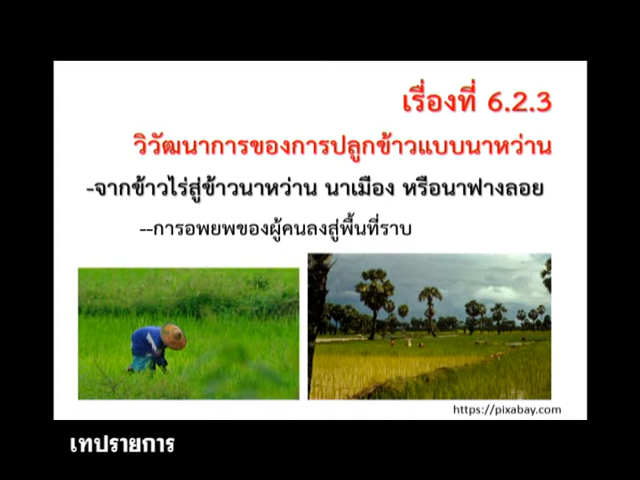 เรื่องที่ 6.2.3
วิวัฒนาการของการปลูกข้าวแบบนาหว่าน
-จากข้าวไร่สู่ข้าวนาหว่าน นาเมือง หรือนาฟางลอย
--การอพยพของผู้คนลงสู่พื้นที่ราบ
https://pixabay.com
เทปรายการ